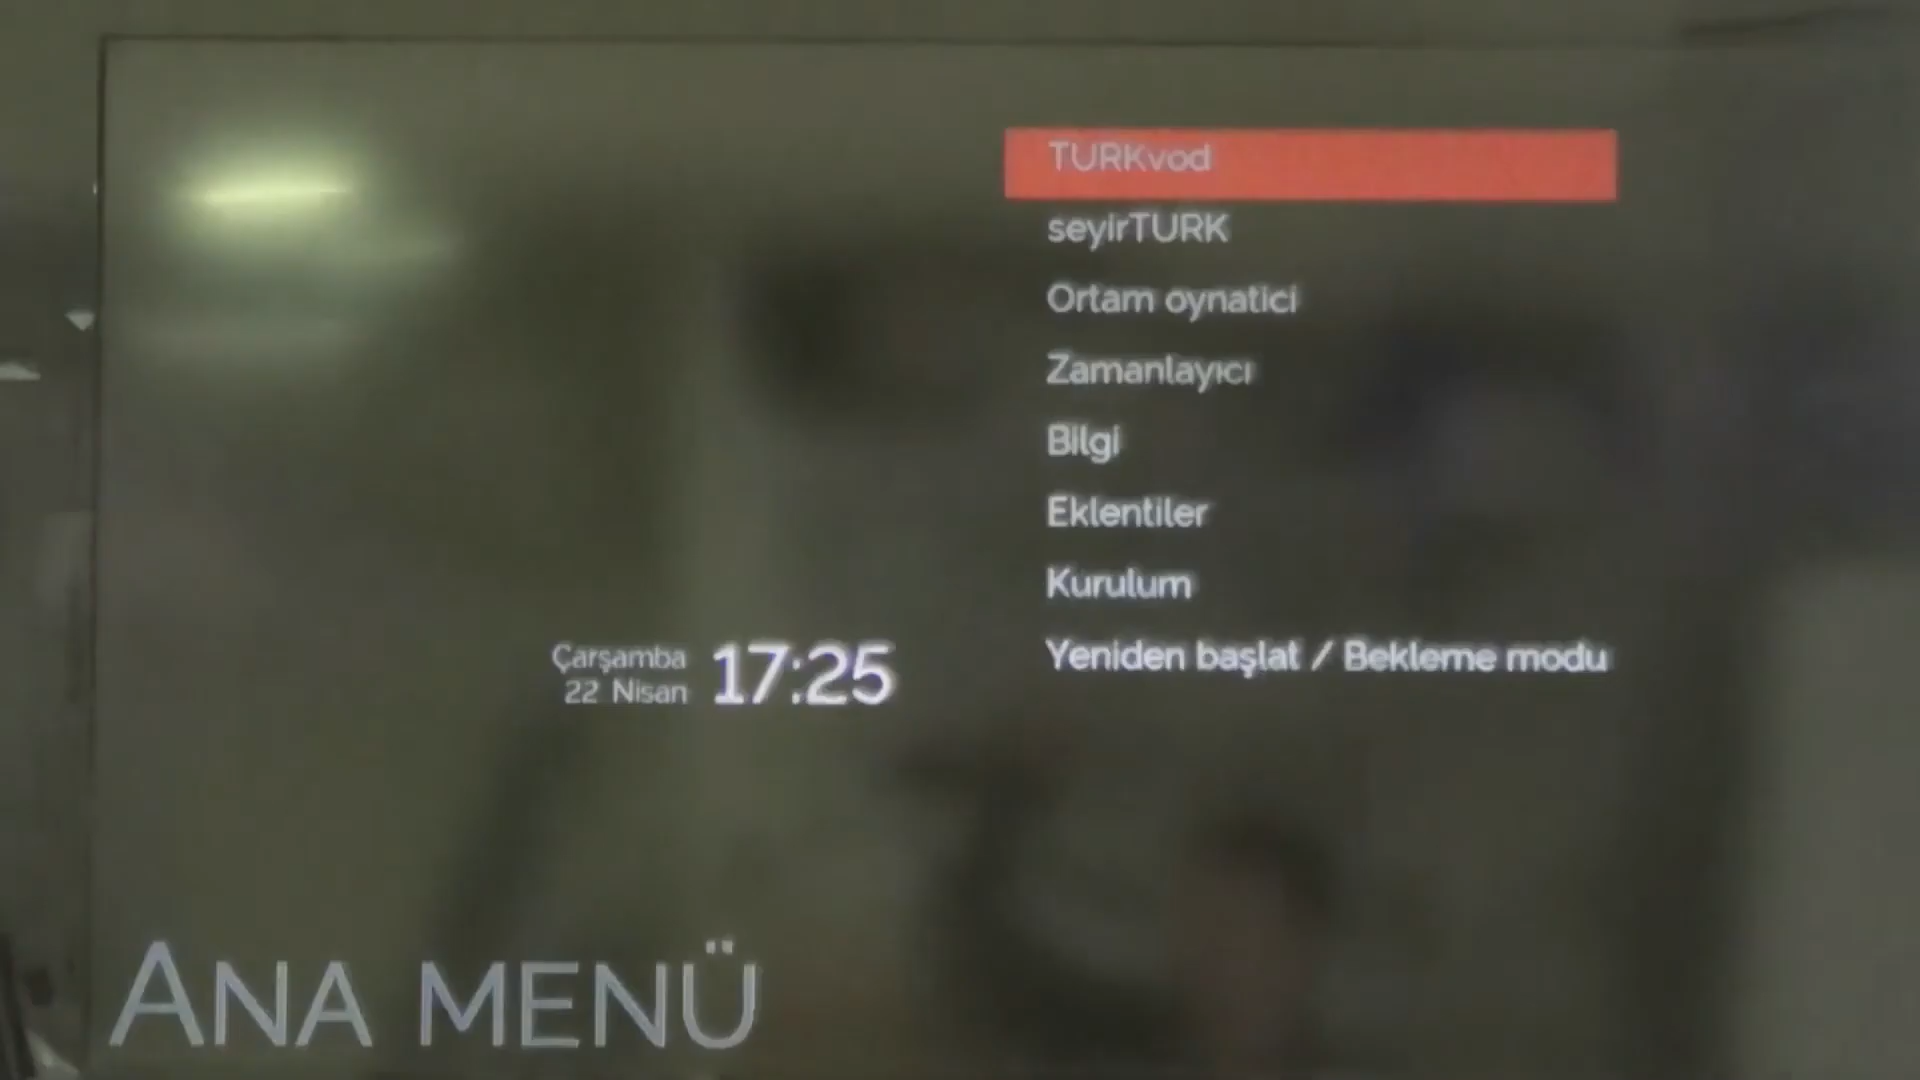 TURKvod
seyirTURK
Ortam oynatici
Zamanlayıcı
Bilgi
Eklentiler
Kurulum
Yeniden başlat / Bekleme modu
Çarşamba
22 Nisan
17:25
ANA MENÜ